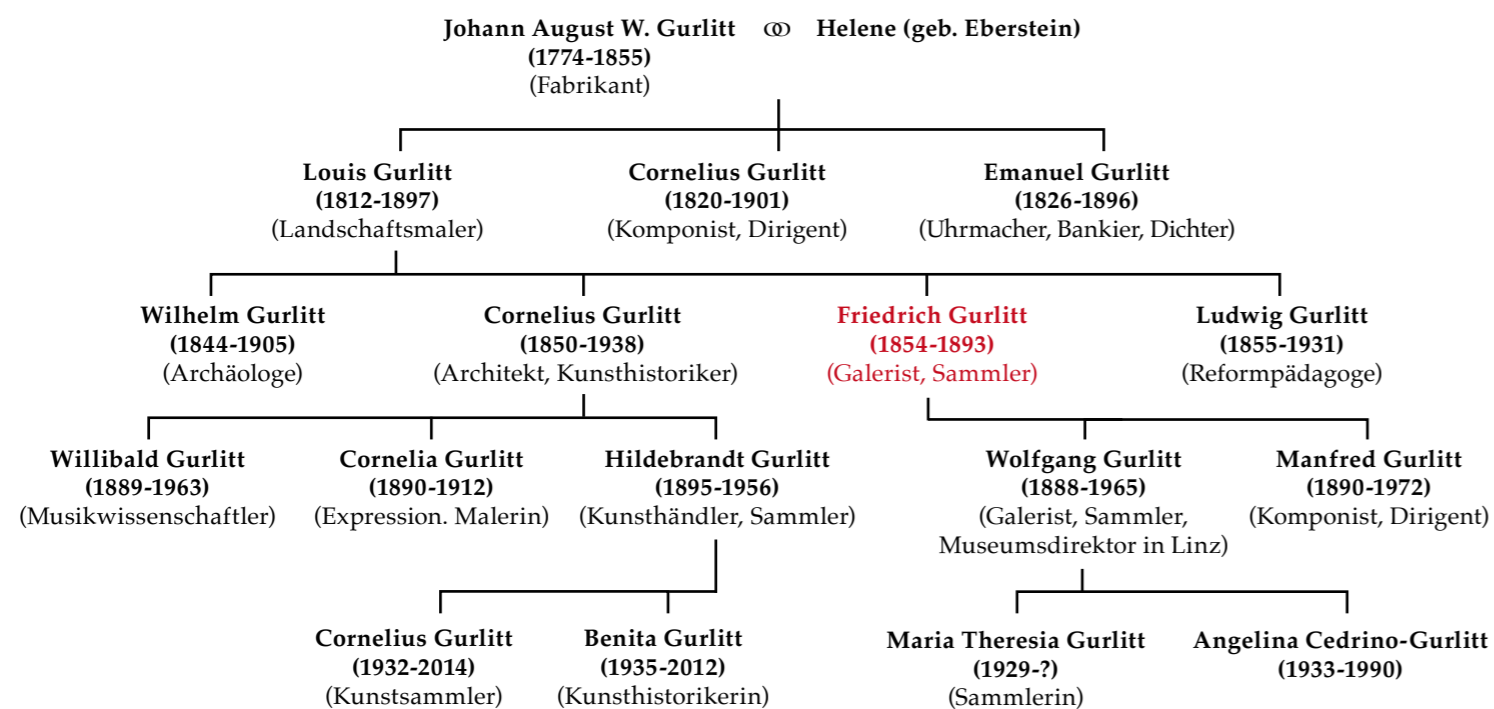 Johann August W. Gurlitt ⚭ Helene (geb. Eberstein)
(1774-1855)
(Fabrikant)
Louis Gurlitt Cornelius Gurlitt Emanuel Gurlitt
(1812-1897) (1820-1901) (1826-1896)
(Landschaftsmaler) (Komponist, Dirigent) (Uhrmacher, Bankier, Dichter)
Wilhelm Gurlitt Cornelius Gurlitt Friedrich Gurlitt Ludwig Gurlitt
(1844-1905) (1850-1938) (1854-1893) (1855-1931)
(Archäologe) (Architekt, Kunsthistoriker) (Galerist, Sammler) (Reformpädagoge)
Willibald Gurlitt Cornelia Gurlitt Hildebrandt Gurlitt Wolfgang Gurlitt Manfred Gurlitt
(1889-1963) (1890-1912) (1895-1956) (1888-1965) (1890-1972)
(Musikwissenschaftler) (Expression. Malerin) (Kunsthändler, Sammler) (Galerist, Sammler, (Komponist, Dirigent)
Museumsdirektor in Linz)
Cornelius Gurlitt Benita Gurlitt Maria Theresia Gurlitt Angelina Cedrino-Gurlitt
(1932-2014) (1935-2012) (1929-?) (1933-1990)
(Kunstsammler) (Kunsthistorikerin) (Sammlerin)